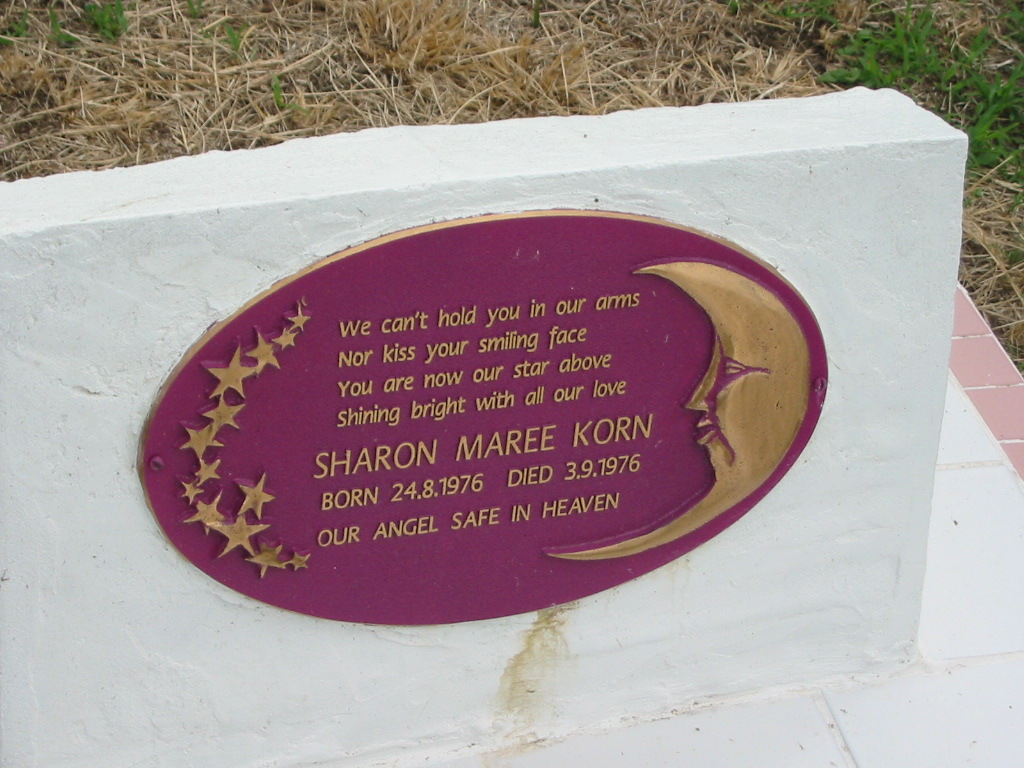 We can't hold you in our arms
Nor kiss your smiling face
You are now our star above
Shining bright with all our love
SHARON MAREE KORN
BORN 24.8.1976 DIED 3.9.1976
OUR ANGEL SAFE IN HEAVEN